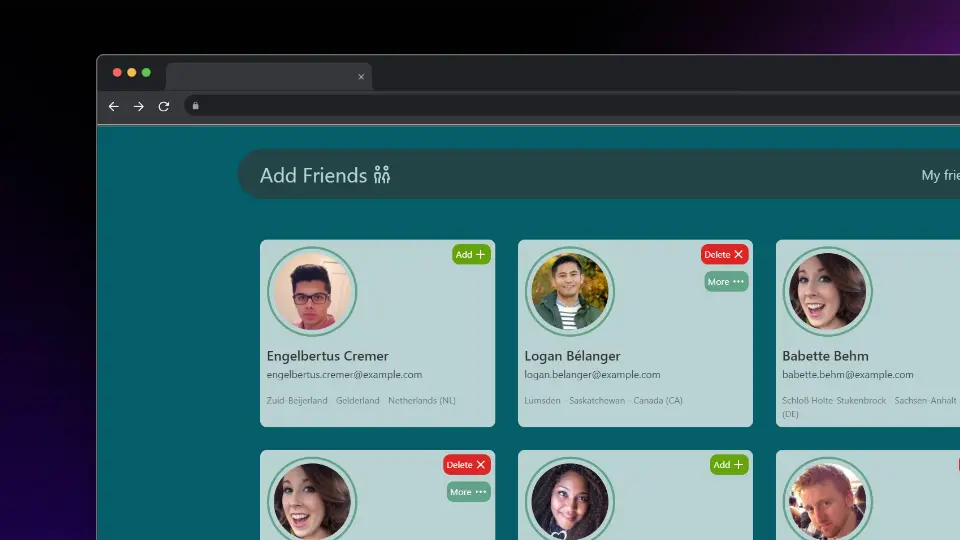 Add Friends
My frie
Add +
Engelbertus Cremer
engelbertus.cremer@example.com
Zuid-Beijerland - Gelderland - Netherlands (NL)
Delete ×
More ···
Logan Bélanger
logan.belanger@example.com
Lumsden - Saskatchewan - Canada (CA)
Babette Behm
babette.behm@example.com
Schloß Holte-Stukenbrock - Sachsen-Anhalt
(DE)
Delete ×
More ···
Add +